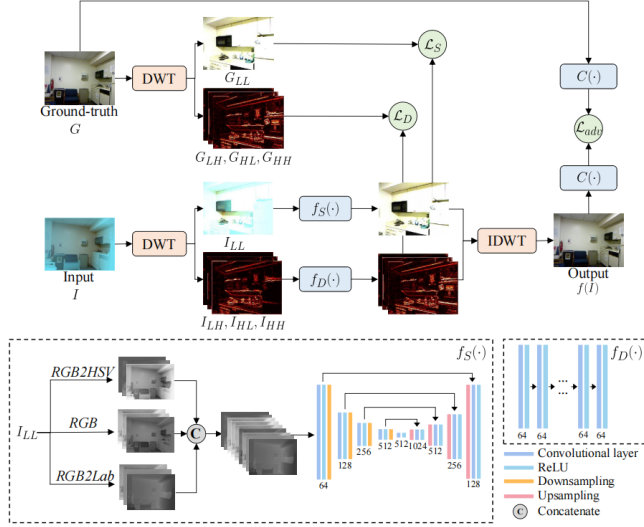 Ground-truth
G
DWT
G_LL
G_LH, G_HL, G_HH
ℒ_S
ℒ_D
C(·)
ℒ_adv
C(·)
Input
I
DWT
I_LL
I_LH, I_HL, I_HH
f_S(·)
f_D(·)
IDWT
Output
f(I)
f_S(·)
I_LL
RGB2HSV
RGB
RGB2Lab
C
64
128
256
512
512
1024
512
256
128
f_D(·)
...
...
64 64 64 64
Convolutional layer
ReLU
Downsampling
Upsampling
C Concatenate